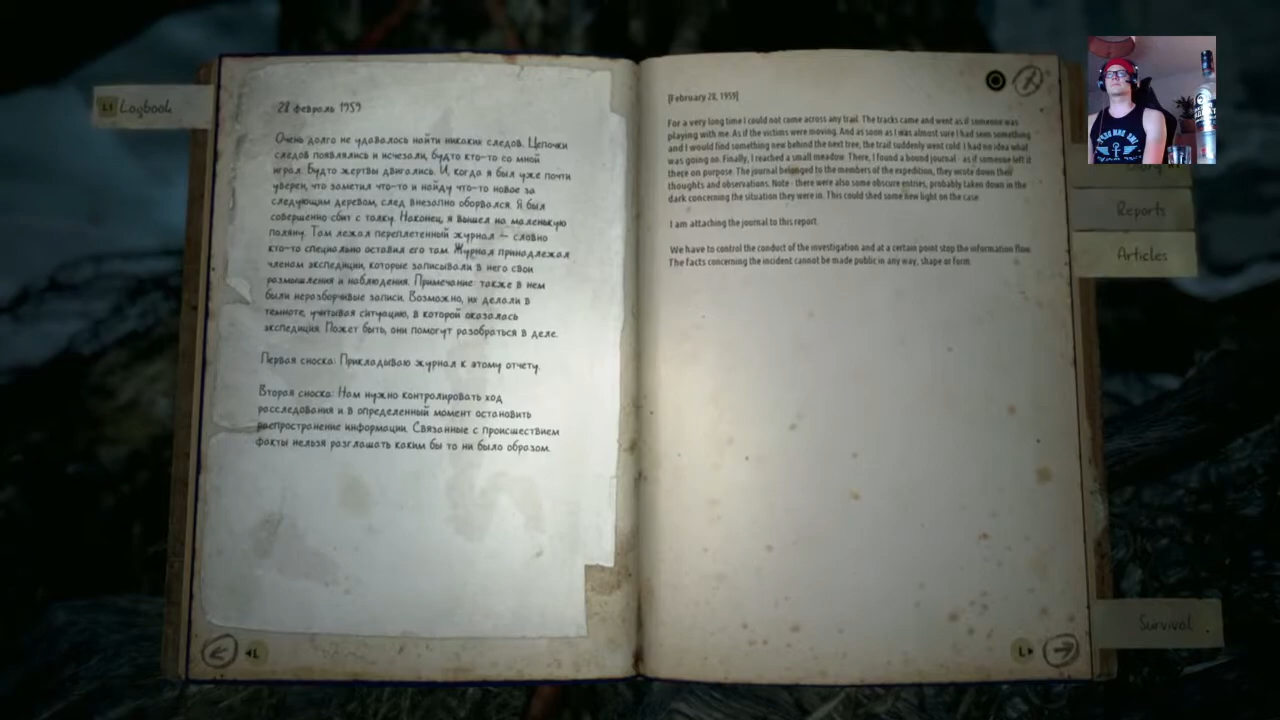 L1 Logbook
28 февраль 1959
Очень долго не удавалось найти никаких следов. Цепочки
следов появлялись и исчезали, будто кто-то со мной
играл. Будто жертвы двигались. И, когда я был уже почти
уверен, что заметил что-то и найду что-то новое за
следующим деревом, след внезапно оборвался. Я был
совершенно сбит с толку. Наконец, я вышел на маленькую
поляну. Там лежал переплетенный журнал – словно
кто-то специально оставил его там. Журнал принадлежал
членам экспедиции, которые записывали в него свои
размышления и наблюдения. Примечание: также в нем
были неразборчивые записи. Возможно, их делали в
темноте, учитывая ситуацию, в которой оказалась
экспедиция. Может быть, они помогут разобраться в деле.
Первая сноска: Прикладываю журнал к этому отчету.
Вторая сноска: Нам нужно контролировать ход
расследования и в определенный момент остановить
распространение информации. Связанные с происшествием
факты нельзя разглашать каким бы то ни было образом.
L
[February 28, 1959]
For a very long time I could not come across any trail. The tracks came and went as if someone was
playing with me. As if the victims were moving. And as soon as I was almost sure I had seen something
and I would find something new behind the next tree, the trail suddenly went cold. I had no idea what
was going on. Finally, I reached a small meadow. There, I found a bound journal - as if someone left it
there on purpose. The journal belonged to the members of the expedition, they wrote down their
thoughts and observations. Note - there were also some obscure entries, probably taken down in the
dark concerning the situation they were in. This could shed some new light on the case.
I am attaching the journal to this report.
We have to control the conduct of the investigation and at a certain point stop the information flow.
The facts concerning the incident cannot be made public in any way, shape or form.
L
Reports
Articles
Survival